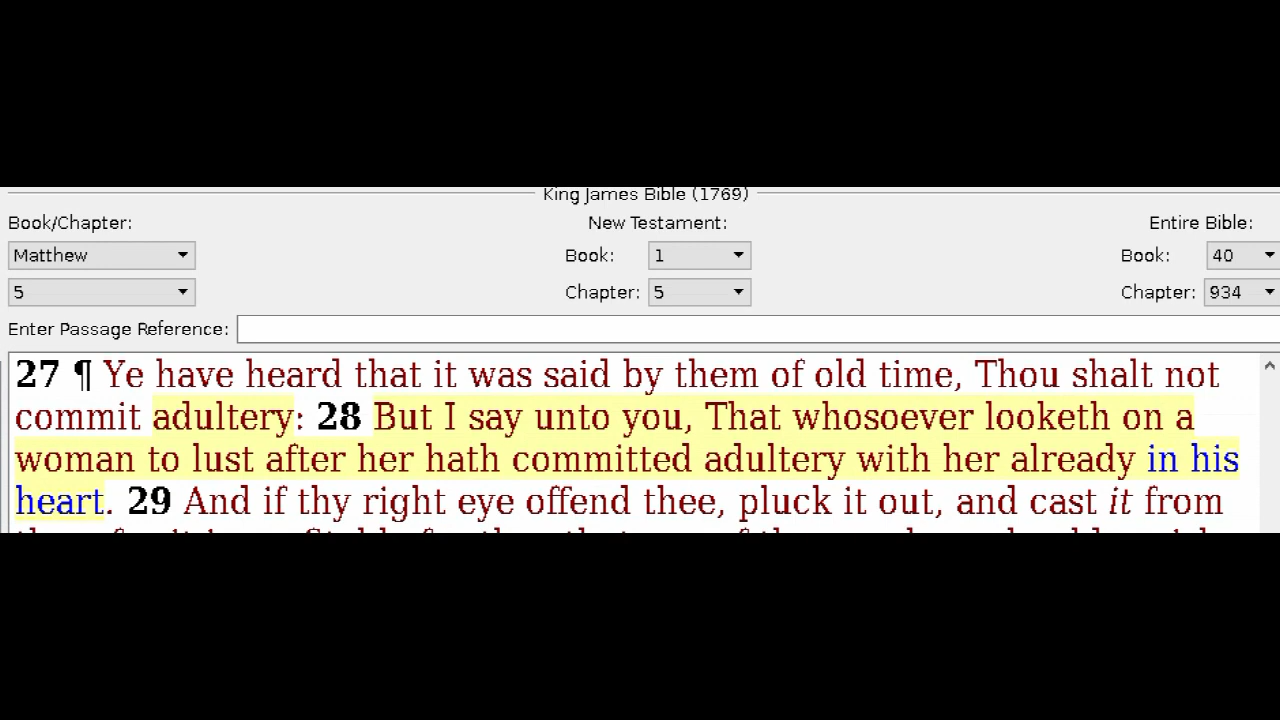 King James Bible (1769)
Book/Chapter: New Testament: Entire Bible:
Matthew Book: 1 Book: 40
5 Chapter: 5 Chapter: 934
Enter Passage Reference:
27 ¶ Ye have heard that it was said by them of old time, Thou shalt not
commit adultery: 28 But I say unto you, That whosoever looketh on a
woman to lust after her hath committed adultery with her already in his
heart. 29 And if thy right eye offend thee, pluck it out, and cast it from